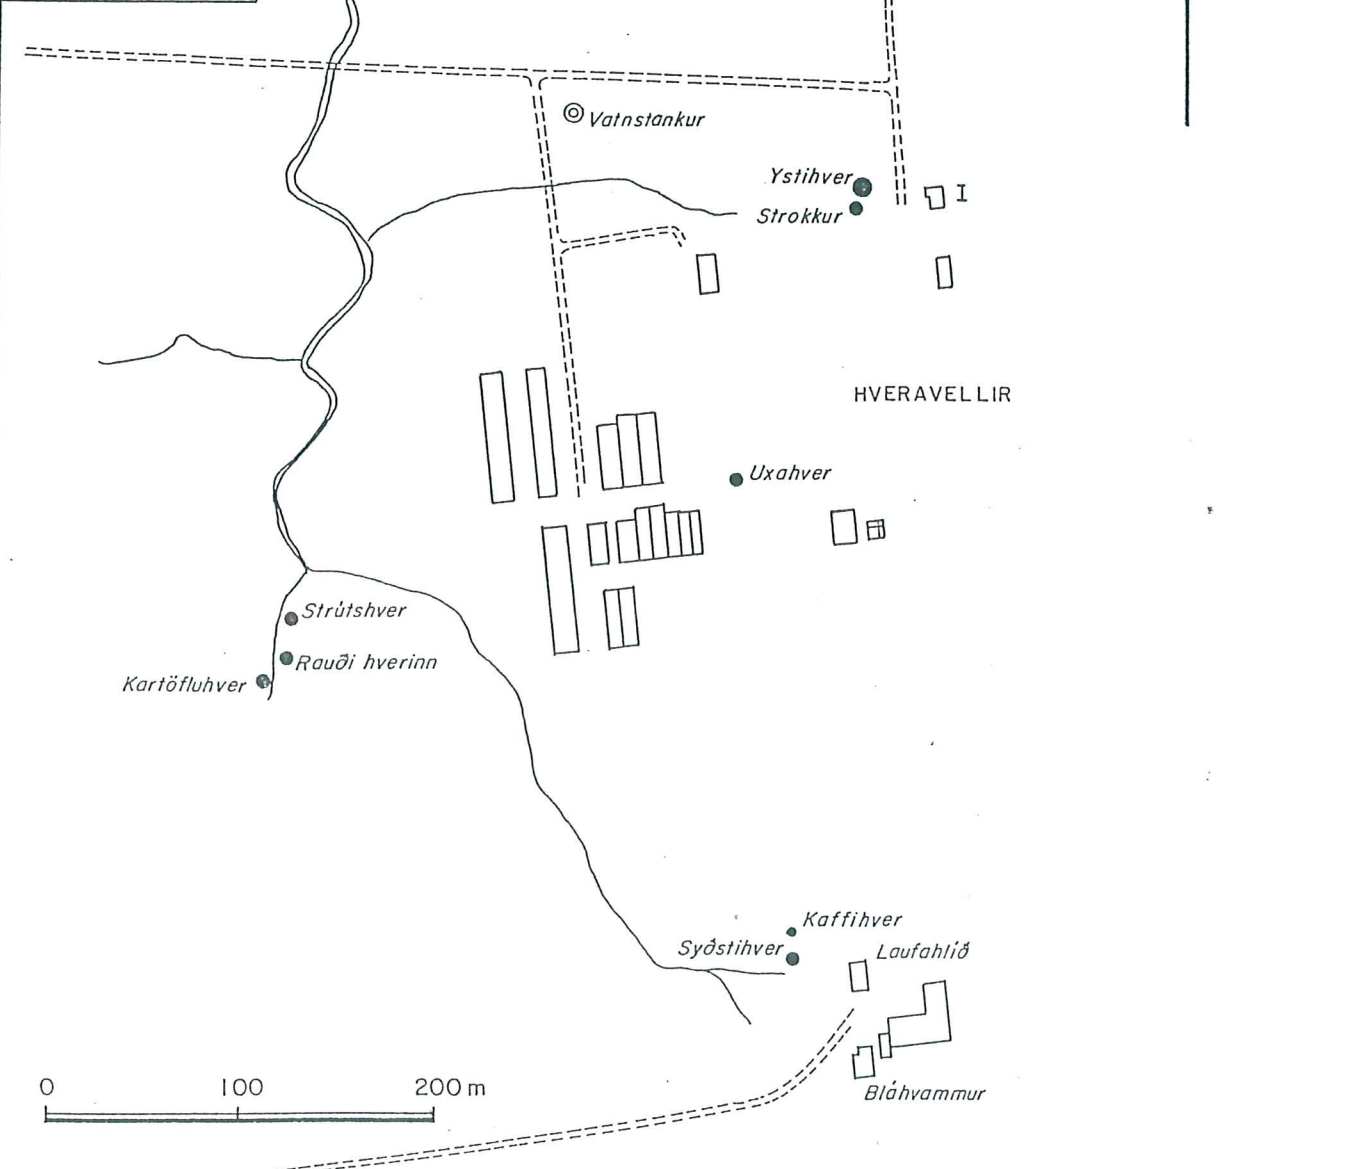 Vatnstankur
Ystihver
I
Strokkur
HVERAVELLIR
Uxahver
Strútshver
Rauði hverinn
Kartöfluhver
Kaffihver
Syðstihver
Laufahlíð
0 100 200 m
Bláhvammur